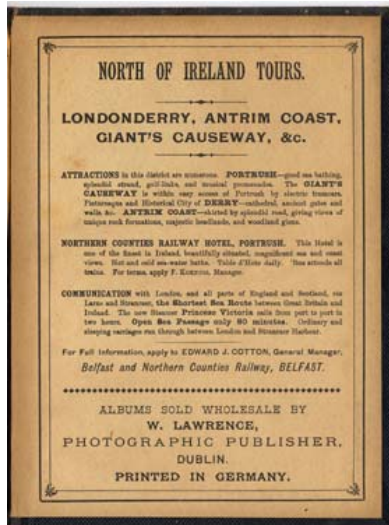 NORTH OF IRELAND TOURS.
LONDONDERRY, ANTRIM COAST,
GIANT'S CAUSEWAY, &c.
ATTRACTIONS in this district are numerous. PORTRUSH—good sea bathing,
splendid strand, golf-links, and musical promenades. The GIANT'S
CAUSEWAY is within easy access of Portrush by electric tramcars.
Picturesque and Historical City of DERRY—cathedral, ancient gates and
walls &c. ANTRIM COAST—skirted by splendid road, giving views of
unique rock formations, majestic headlands, and woodland glens.
NORTHERN COUNTIES RAILWAY HOTEL, PORTRUSH. This Hotel is
one of the finest in Ireland, beautifully situated, magnificent sea and coast
views. Hot and cold sea-water baths. Table d'Hote daily. 'Bus attends all
trains. For terms, apply F. Manager.
COMMUNICATION with London, and all parts of England and Scotland, via
Larne and Stranraer, the Shortest Sea Route between Great Britain and
Ireland. The new Steamer Princess Victoria sails from port to port in
two hours. Open Sea Passage only 80 minutes. Ordinary and
sleeping carriages run through between London and Stranraer Harbour.
For Full Information, apply to EDWARD J. COTTON, General Manager,
Belfast and Northern Counties Railway, BELFAST.
ALBUMS SOLD WHOLESALE BY
W. LAWRENCE,
PHOTOGRAPHIC PUBLISHER,
DUBLIN.
PRINTED IN GERMANY.